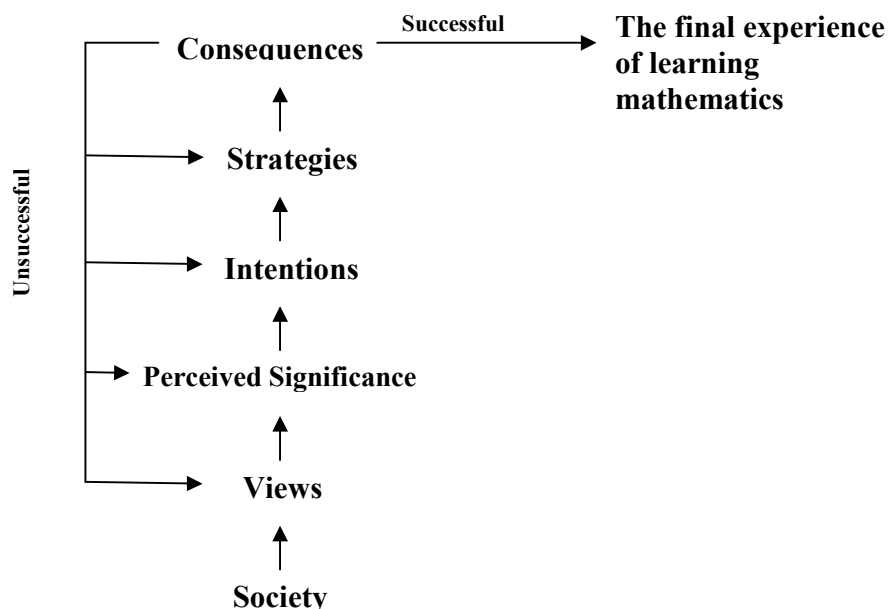 Successful
Consequences
The final experience
of learning
mathematics
Strategies
Unsuccessful
Intentions
Perceived Significance
Views
Society